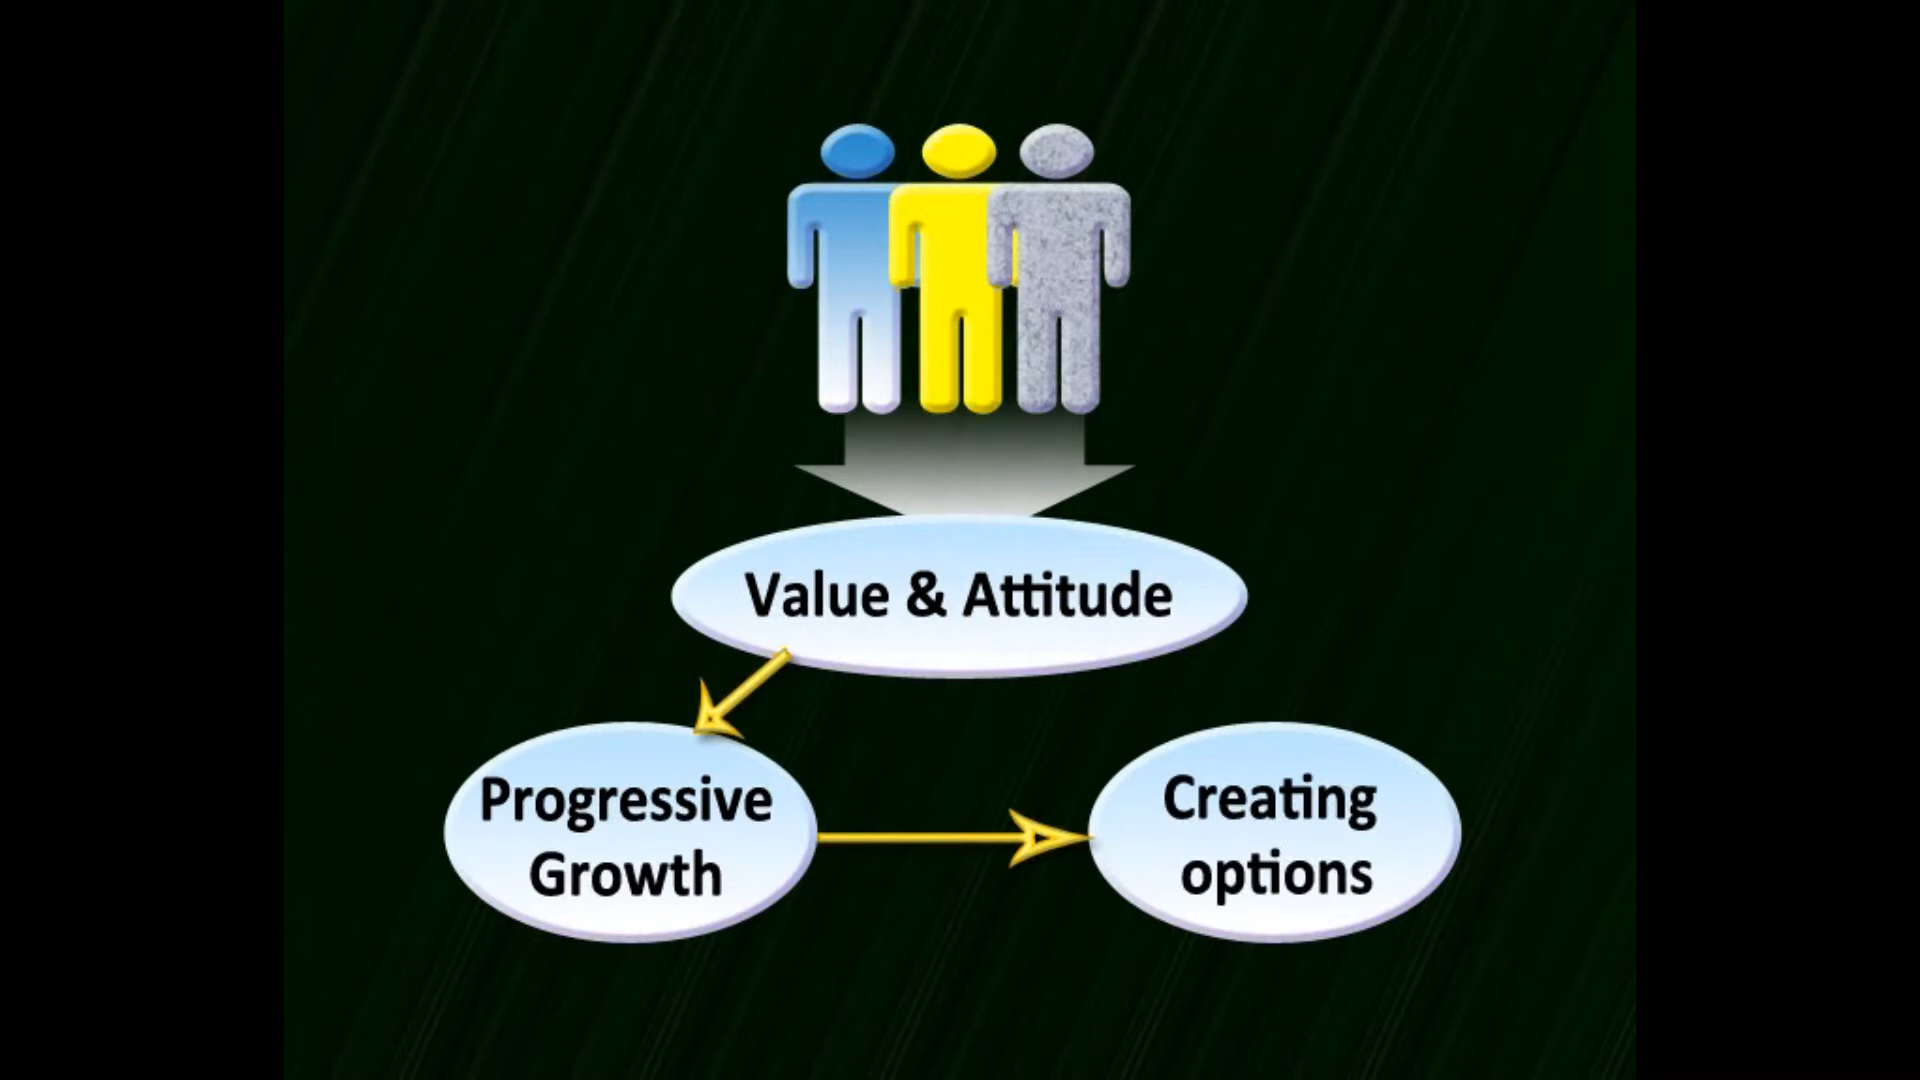 Value & Attitude
Progressive
Growth
Creating
options